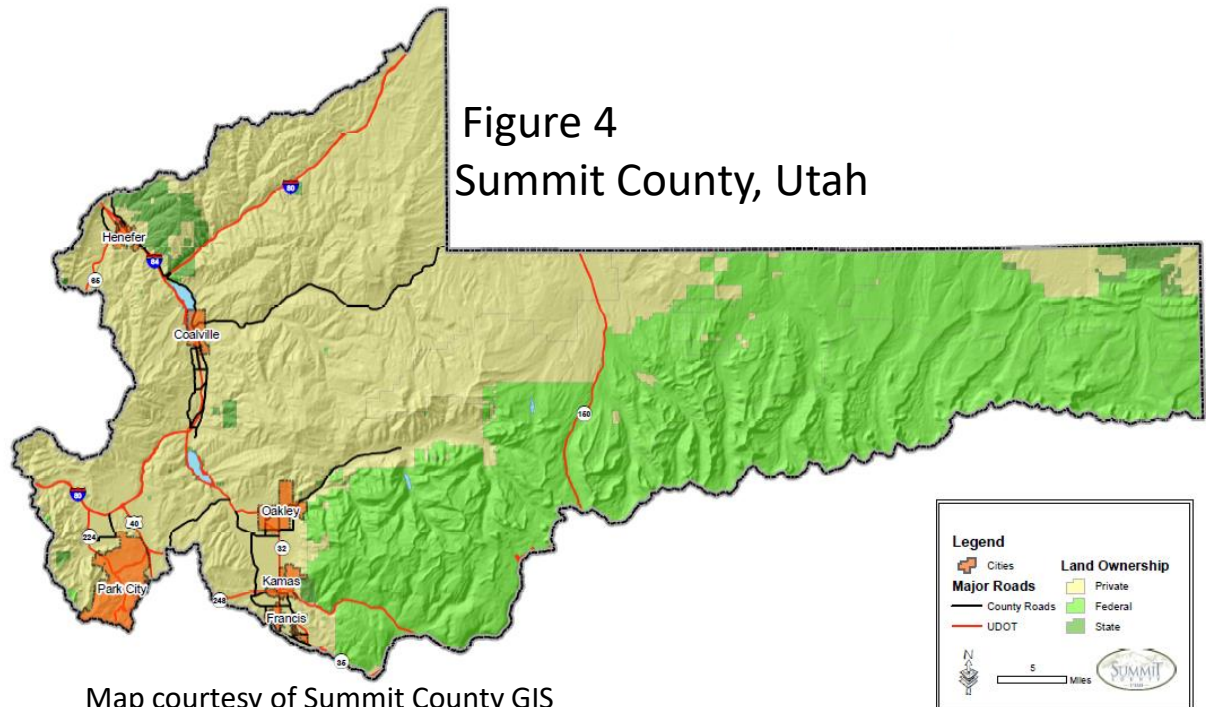 Figure 4
Summit County, Utah
80
Henefer
84
65
Coalville
150
80
Oakley
40
224
32
Park City
Kamas
248
Francis
35
Legend
Cities
Major Roads
County Roads
UDOT
Land Ownership
Private
Federal
State
N
5
Miles
SUMMIT
COUNTY
Map courtesy of Summit County GIS